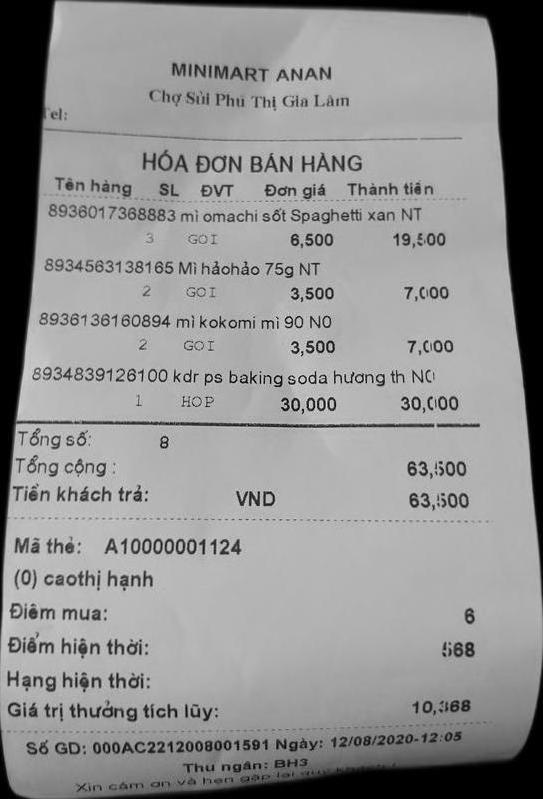 MINIMART ANAN
Chợ Sủi Phú Thị Gia Lâm
Tel:
HÓA ĐƠN BÁN HÀNG
Tên hàng SL ĐVT Đơn giá Thành tiền
8936017368883 mì omachi sốt Spaghetti xan NT
3 GOI 6,500 19,500
8934563138165 Mì hảohảo 75g NT
2 GOI 3,500 7,000
8936136160894 mì kokomi mì 90 N0
2 GOI 3,500 7,000
8934839126100 kdr ps baking soda hương th NC
1 HOP 30,000 30,000
Tổng số: 8
Tổng cộng : 63,500
Tiền khách trả: VND 63,500
Mã thẻ: A10000001124
(0) caothị hạnh
Điêm mua: 6
Điểm hiện thời: 568
Hạng hiện thời:
Giá trị thưởng tích lũy: 10,368
Số GD: 000AC2212008001591 Ngày: 12/08/2020-12:05
Thu ngân: BH3
Xin cảm ơn và hẹn gặp lại quý